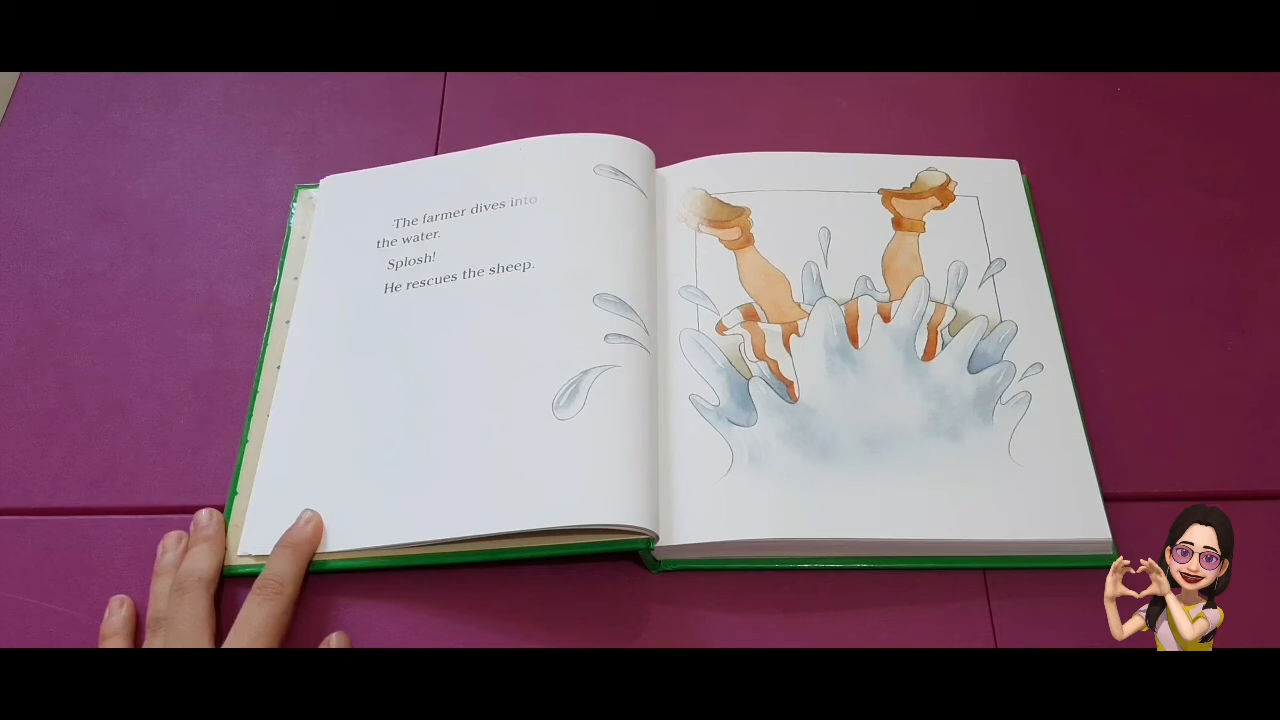 The farmer dives into
the water.
Splosh!
He rescues the sheep.